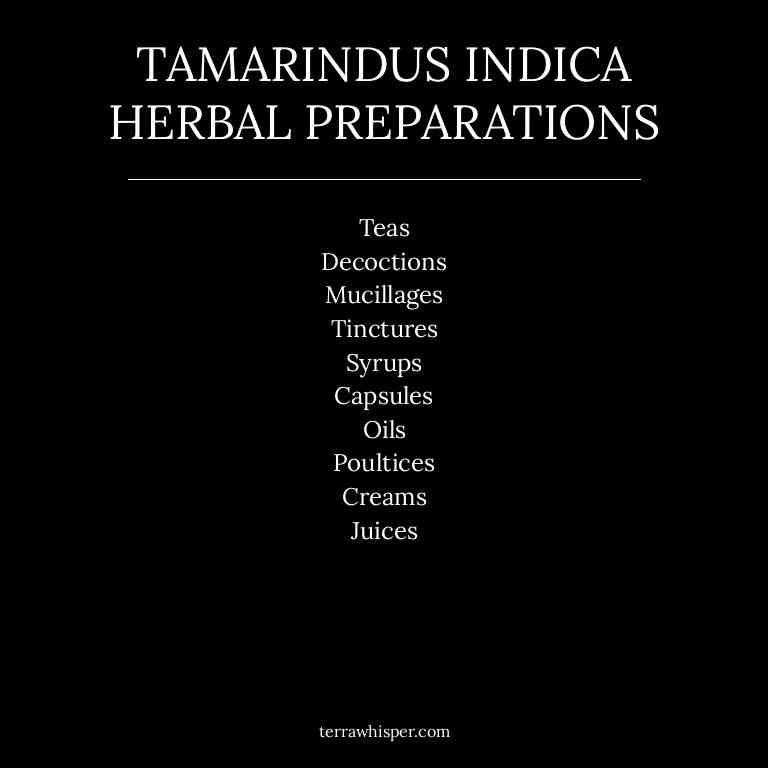 TAMARINDUS INDICA
HERBAL PREPARATIONS
Teas
Decoctions
Mucillages
Tinctures
Syrups
Capsules
Oils
Poultices
Creams
Juices
terrawhisper.com